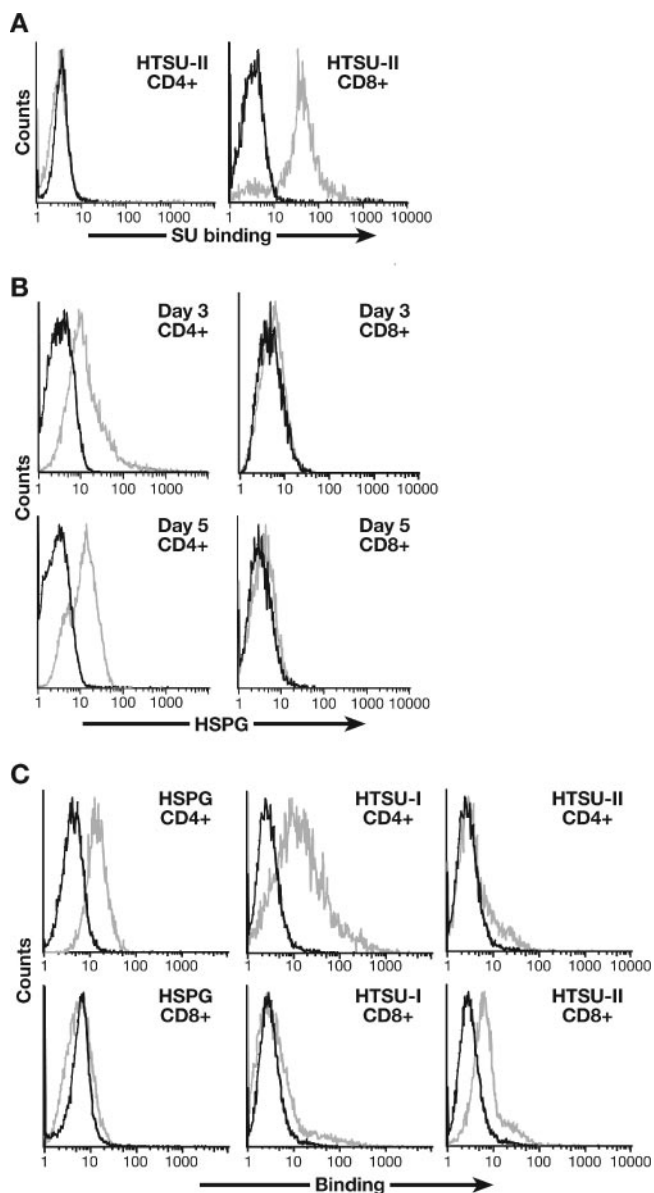 A
HTSU-II CD4+
HTSU-II CD8+
Counts
1 10 100 1000
1 10 100 1000 10000
SU binding
B
Day 3 CD4+
Day 3 CD8+
1 10 100 1000
1 10 100 1000 10000
Counts
Day 5 CD4+
Day 5 CD8+
1 10 100 1000
1 10 100 1000 10000
HSPG
C
HSPG CD4+
HTSU-I CD4+
HTSU-II CD4+
1 10 100 1000
1 10 100 1000
1 10 100 1000 10000
Counts
HSPG CD8+
HTSU-I CD8+
HTSU-II CD8+
1 10 100 1000
1 10 100 1000
1 10 100 1000 10000
Binding